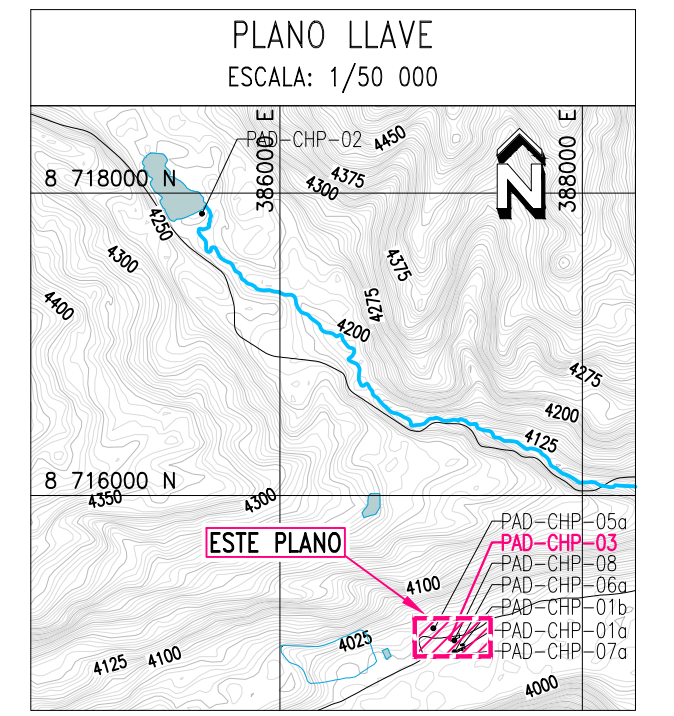 PLANO LLAVE
ESCALA: 1/50 000
4450
386000 E
388000 E
PAD-CHP-02
N
4375
4300
8 718000 N
4250
4300
4375
4400
4275
4200
4275
4200
4125
8 716000 N
4350
4300
PAD-CHP-05a
ESTE PLANO
PAD-CHP-03
PAD-CHP-08
4100
PAD-CHP-06a
PAD-CHP-01b
PAD-CHP-01a
4025
PAD-CHP-07a
4125
4100
4000